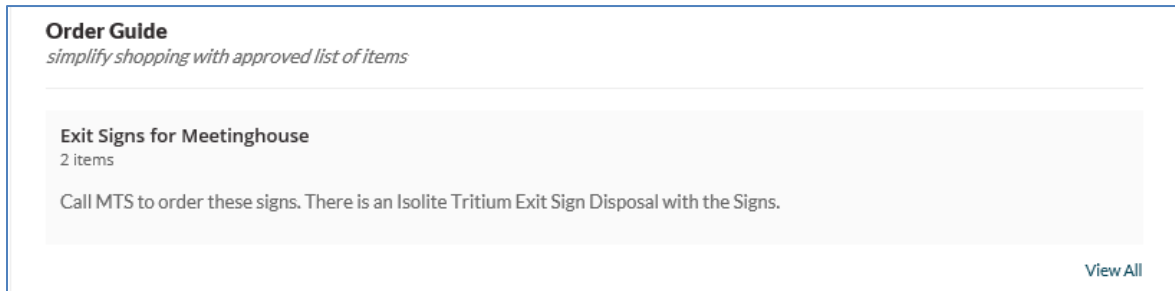 Order Guide
simplify shopping with approved list of items
Exit Signs for Meetinghouse
2 items
Call MTS to order these signs. There is an Isolite Tritium Exit Sign Disposal with the Signs.
View All